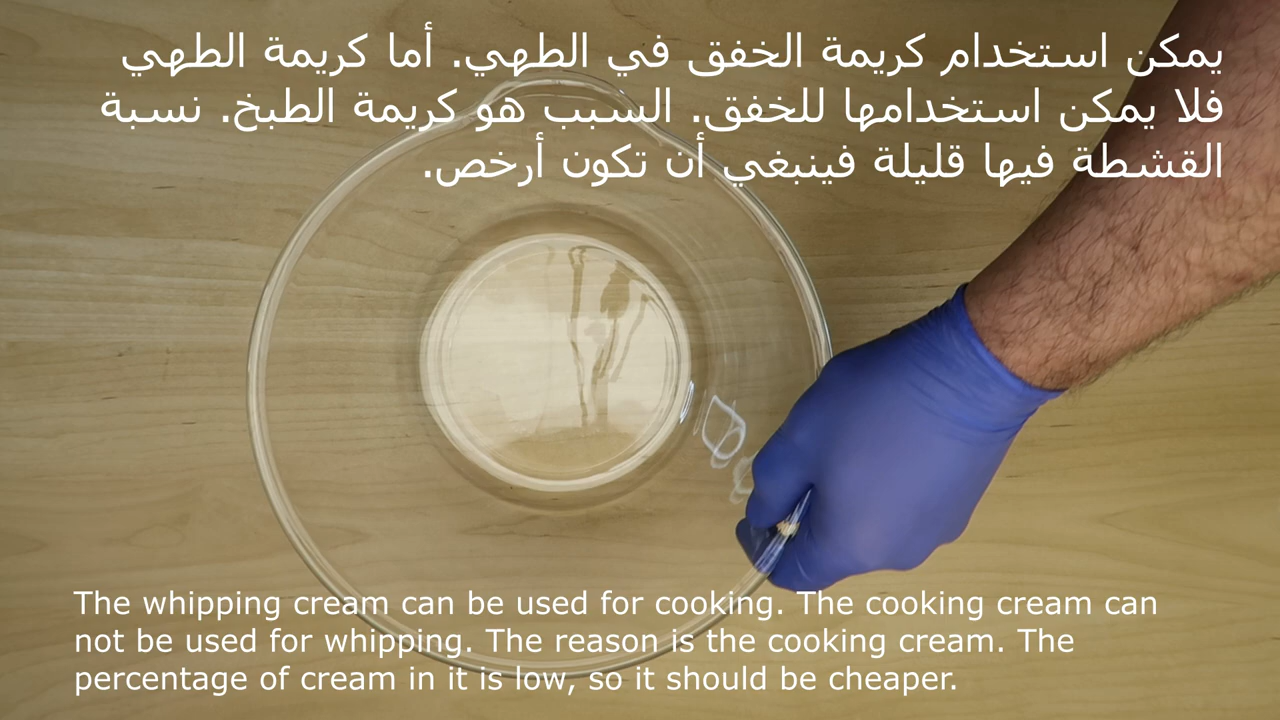 يمكن استخدام كريمة الخفق في الطهي. أما كريمة الطهي
فلا يمكن استخدامها للخفق. السبب هو كريمة الطبخ. نسبة
القشطة فيها قليلة فينبغي أن تكون أرخص.
The whipping cream can be used for cooking. The cooking cream can
not be used for whipping. The reason is the cooking cream. The
percentage of cream in it is low, so it should be cheaper.